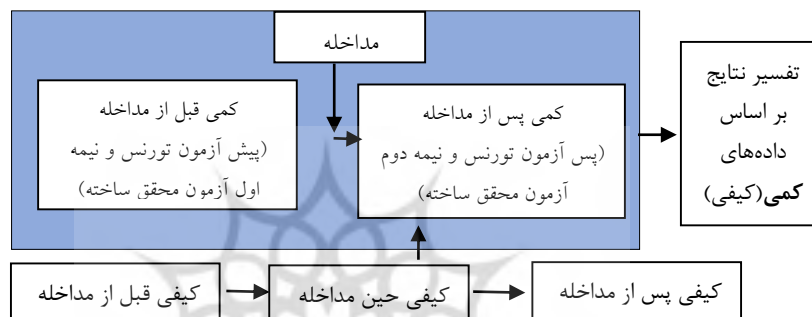 مداخله
تفسیر نتایج
بر اساس
داده‌های
کمی(کیفی)
کمی پس از مداخله
(پس آزمون تورنس و نیمه دوم
آزمون محقق ساخته)
کمی قبل از مداخله
(پیش آزمون تورنس و نیمه
اول آزمون محقق ساخته)
کیفی قبل از مداخله
کیفی حین مداخله
کیفی پس از مداخله